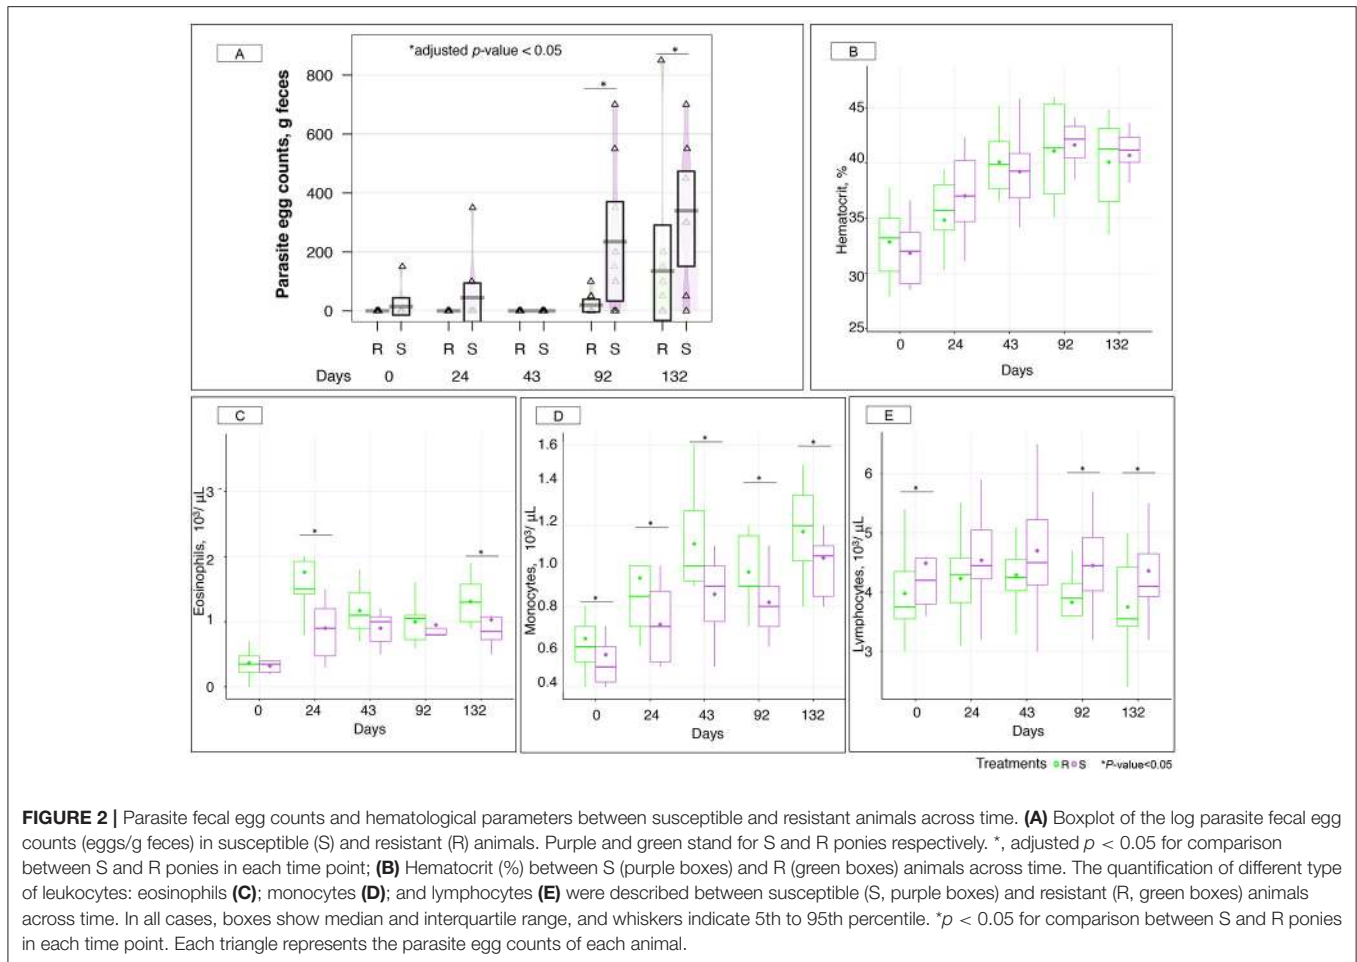 A
*adjusted p-value < 0.05
Parasite egg counts, g feces
800
600
400
200
0
*
*
R S R S R S R S R S
Days 0 24 43 92 132
B
Hematocrit, %
45
40
35
30
25
0 24 43 92 132
Days
C
Eosinophils, 10³/ µL
3
2
1
0
*
*
0 24 43 92 132
Days
D
Monocytes, 10³/ µL
1.6
1.4
1.2
1.0
0.8
0.6
0.4
*
*
*
*
*
0 24 43 92 132
Days
E
Lymphocytes, 10³/ µL
6
5
4
3
*
*
*
0 24 43 92 132
Days
Treatments R S *P-value<0.05
FIGURE 2 | Parasite fecal egg counts and hematological parameters between susceptible and resistant animals across time. (A) Boxplot of the log parasite fecal egg
counts (eggs/g feces) in susceptible (S) and resistant (R) animals. Purple and green stand for S and R ponies respectively. *, adjusted p < 0.05 for comparison
between S and R ponies in each time point; (B) Hematocrit (%) between S (purple boxes) and R (green boxes) animals across time. The quantification of different type
of leukocytes: eosinophils (C); monocytes (D); and lymphocytes (E) were described between susceptible (S, purple boxes) and resistant (R, green boxes) animals
across time. In all cases, boxes show median and interquartile range, and whiskers indicate 5th to 95th percentile. *p < 0.05 for comparison between S and R ponies
in each time point. Each triangle represents the parasite egg counts of each animal.